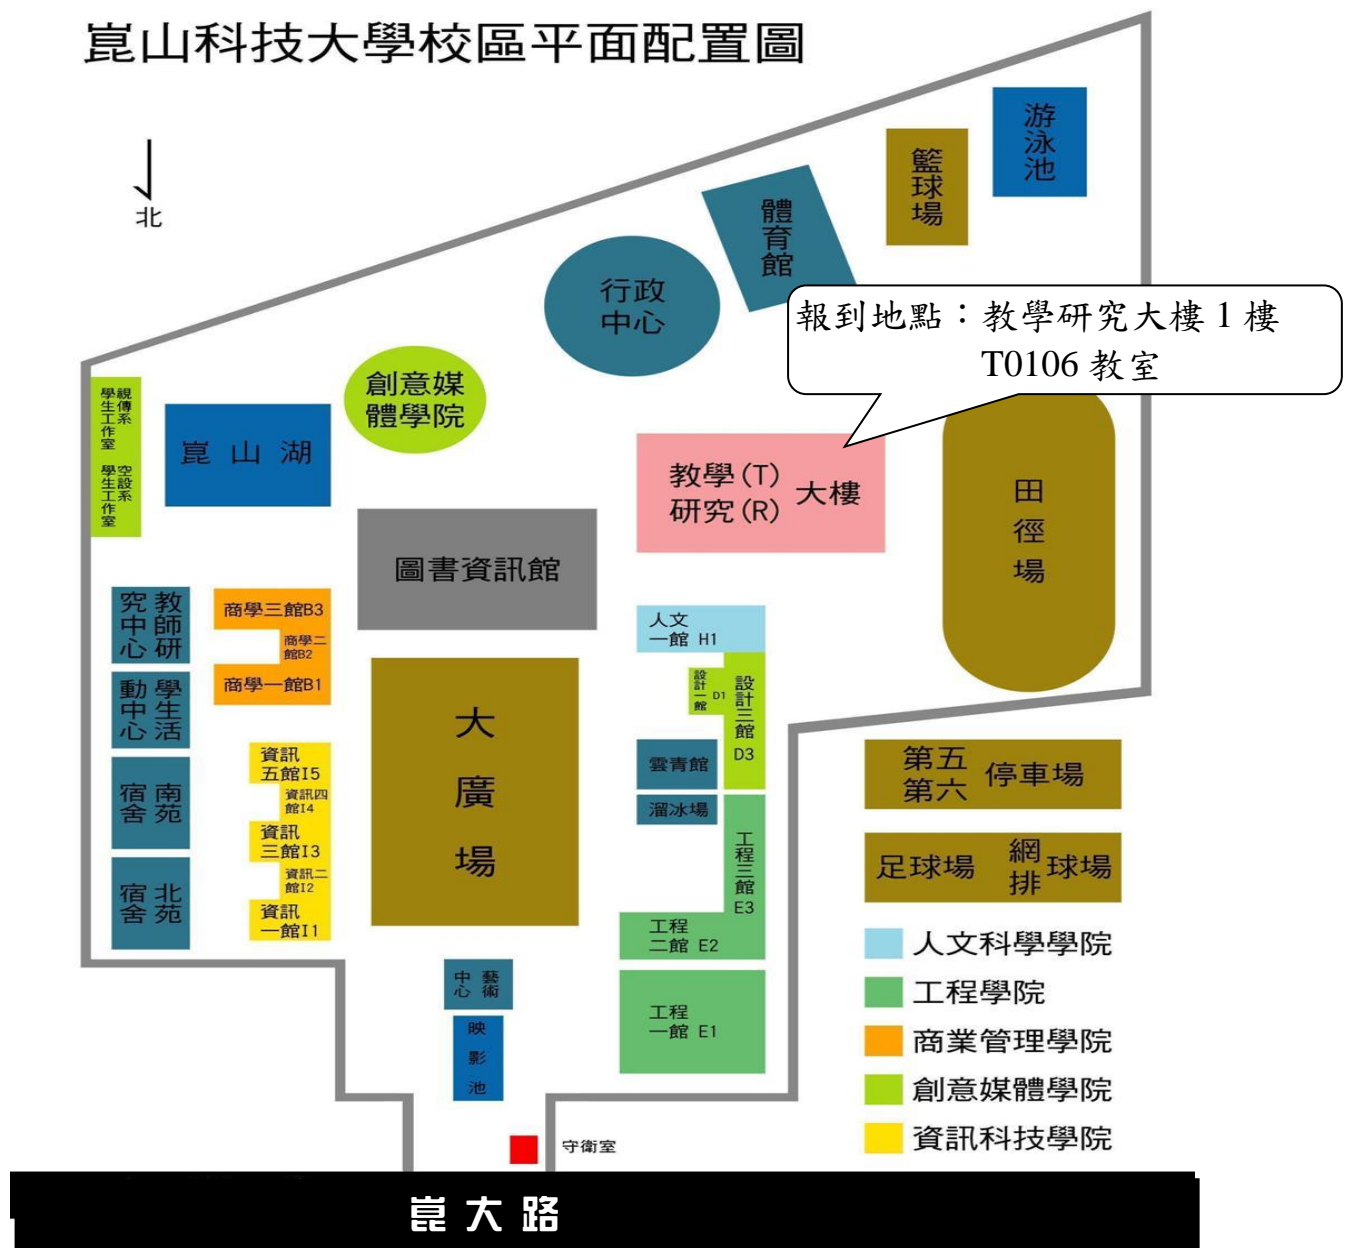 崑山科技大學校區平面配置圖
北
游泳池
籃球場
體育館
行政
中心
報到地點：教學研究大樓 1 樓
T0106 教室
創意媒
體學院
視傳系
學生工作室
空設系
學生工作室
崑山湖
教學(T)
研究(R)
大樓
田徑場
圖書資訊館
教師研
究中心
商學三館B3
商學二
館B2
商學一館B1
人文
一館 H1
設計一館
D1
設計三館
D3
學生活
動中心
大廣場
資訊
五館I5
資訊四
館I4
資訊
三館I3
資訊二
館I2
資訊
一館I1
雲青館
溜冰場
南苑
宿舍
北苑
宿舍
工程三館
E3
工程
二館 E2
工程
一館 E1
第五
第六
停車場
足球場
網
排
球場
藝術
中心
映影池
人文科學學院
工程學院
商業管理學院
創意媒體學院
資訊科技學院
守衛室
崑大路